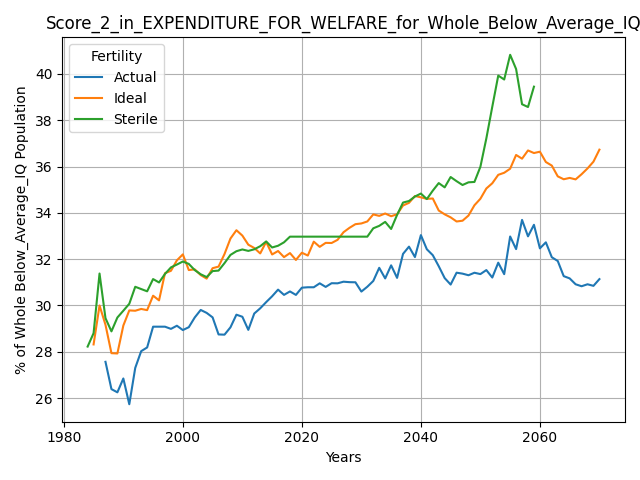 Score_2_in_EXPENDITURE_FOR_WELFARE_for_Whole_Below_Average_IQ
Fertility
Actual
Ideal
Sterile
% of Whole Below_Average_IQ Population
40
38
36
34
32
30
28
26
1980
2000
2020
2040
2060
Years